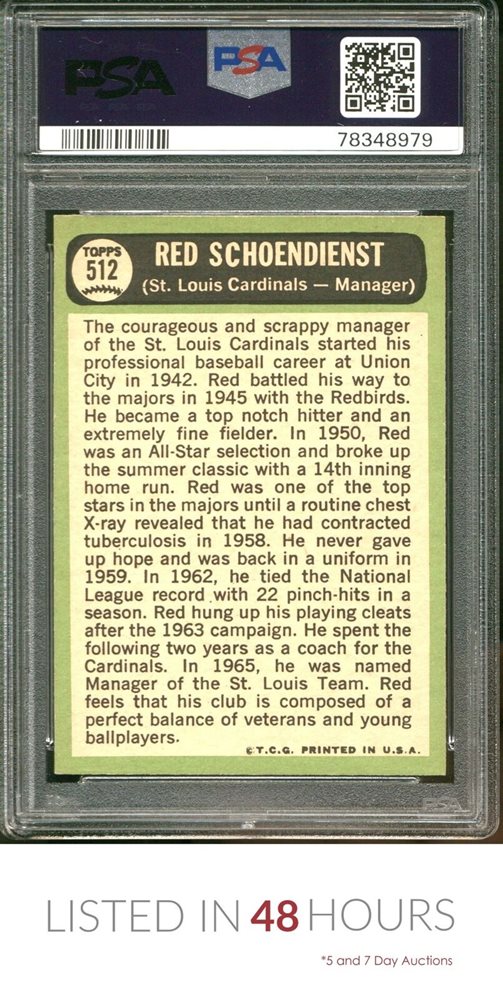 PSA PSA
78348979
TOPPS
512
RED SCHOENDIENST
(St. Louis Cardinals — Manager)
The courageous and scrappy manager
of the St. Louis Cardinals started his
professional baseball career at Union
City in 1942. Red battled his way to
the majors in 1945 with the Redbirds.
He became a top notch hitter and an
extremely fine fielder. In 1950, Red
was an All-Star selection and broke up
the summer classic with a 14th inning
home run. Red was one of the top
stars in the majors until a routine chest
X-ray revealed that he had contracted
tuberculosis in 1958. He never gave
up hope and was back in a uniform in
1959. In 1962, he tied the National
League record with 22 pinch-hits in a
season. Red hung up his playing cleats
after the 1963 campaign. He spent the
following two years as a coach for the
Cardinals. In 1965, he was named
Manager of the St. Louis Team. Red
feels that his club is composed of a
perfect balance of veterans and young
ballplayers.
©T.C.G. PRINTED IN U.S.A.
PSA
LISTED IN 48 HOURS
*5 and 7 Day Auctions